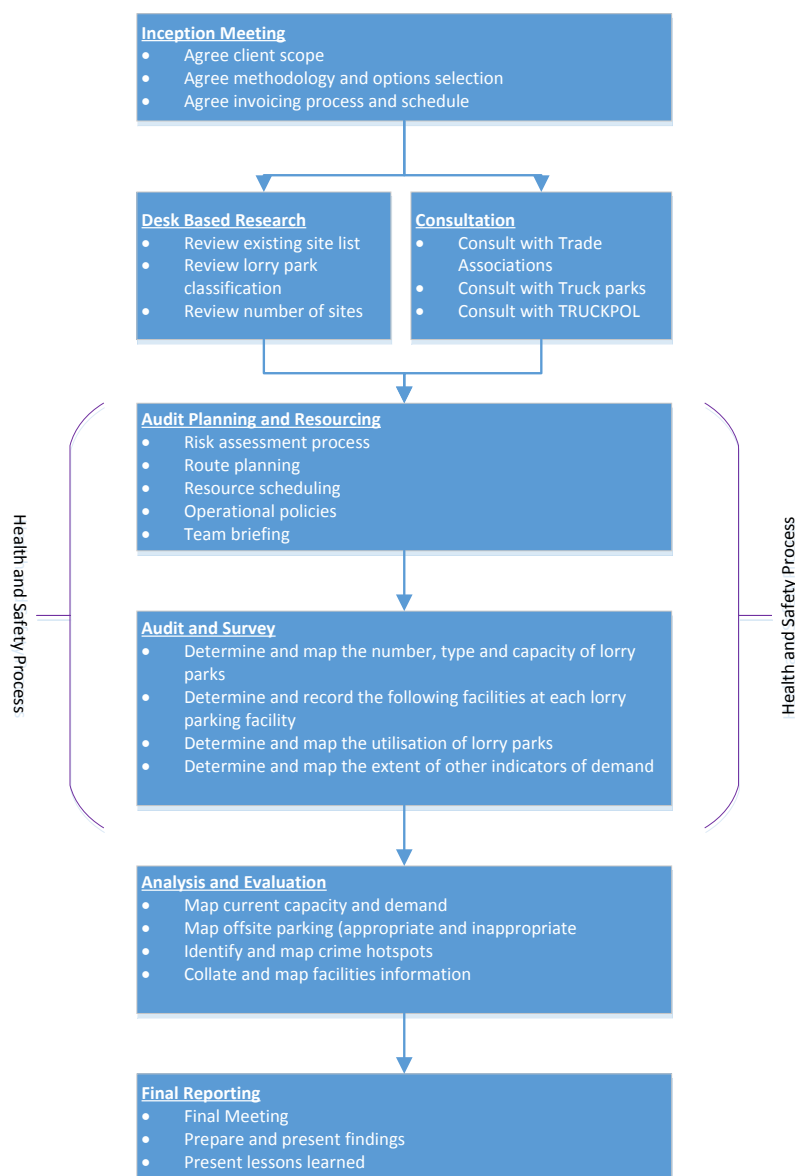 Inception Meeting
• Agree client scope
• Agree methodology and options selection
• Agree invoicing process and schedule
Desk Based Research
• Review existing site list
• Review lorry park
classification
• Review number of sites
Consultation
• Consult with Trade
Associations
• Consult with Truck parks
• Consult with TRUCKPOL
Health and Safety Process
Audit Planning and Resourcing
• Risk assessment process
• Route planning
• Resource scheduling
• Operational policies
• Team briefing
Audit and Survey
• Determine and map the number, type and capacity of lorry
parks
• Determine and record the following facilities at each lorry
parking facility
• Determine and map the utilisation of lorry parks
• Determine and map the extent of other indicators of demand
Health and Safety Process
Analysis and Evaluation
• Map current capacity and demand
• Map offsite parking (appropriate and inappropriate
• Identify and map crime hotspots
• Collate and map facilities information
Final Reporting
• Final Meeting
• Prepare and present findings
• Present lessons learned